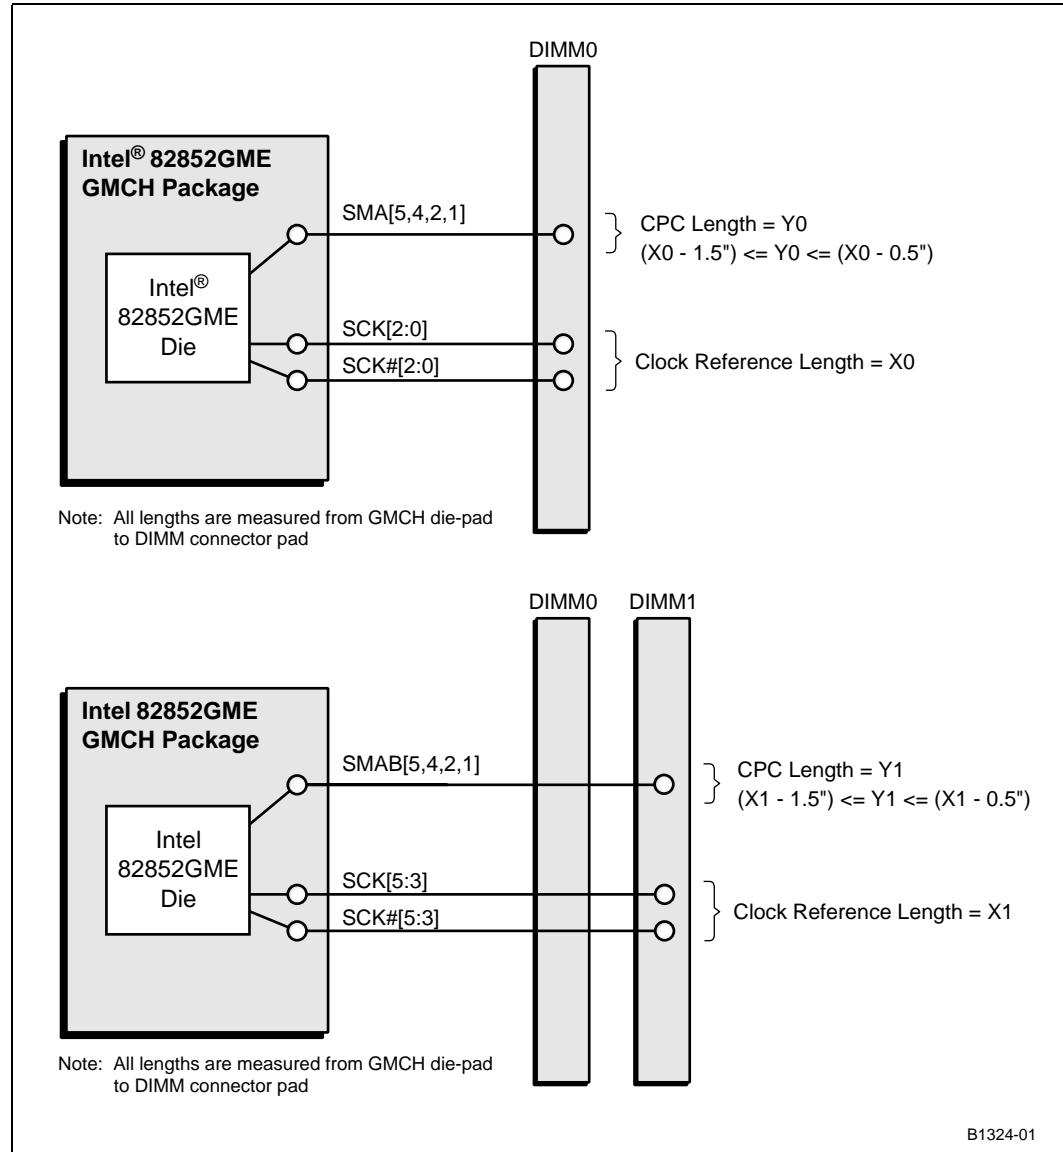 DIMM0
Intel® 82852GME
GMCH Package
SMA[5,4,2,1]
CPC Length = Y0
(X0 - 1.5") <= Y0 <= (X0 - 0.5")
Intel®
82852GME
Die
SCK[2:0]
SCK#[2:0]
Clock Reference Length = X0
Note: All lengths are measured from GMCH die-pad
to DIMM connector pad
DIMM0 DIMM1
Intel 82852GME
GMCH Package
SMAB[5,4,2,1]
CPC Length = Y1
(X1 - 1.5") <= Y1 <= (X1 - 0.5")
Intel
82852GME
Die
SCK[5:3]
SCK#[5:3]
Clock Reference Length = X1
Note: All lengths are measured from GMCH die-pad
to DIMM connector pad
B1324-01